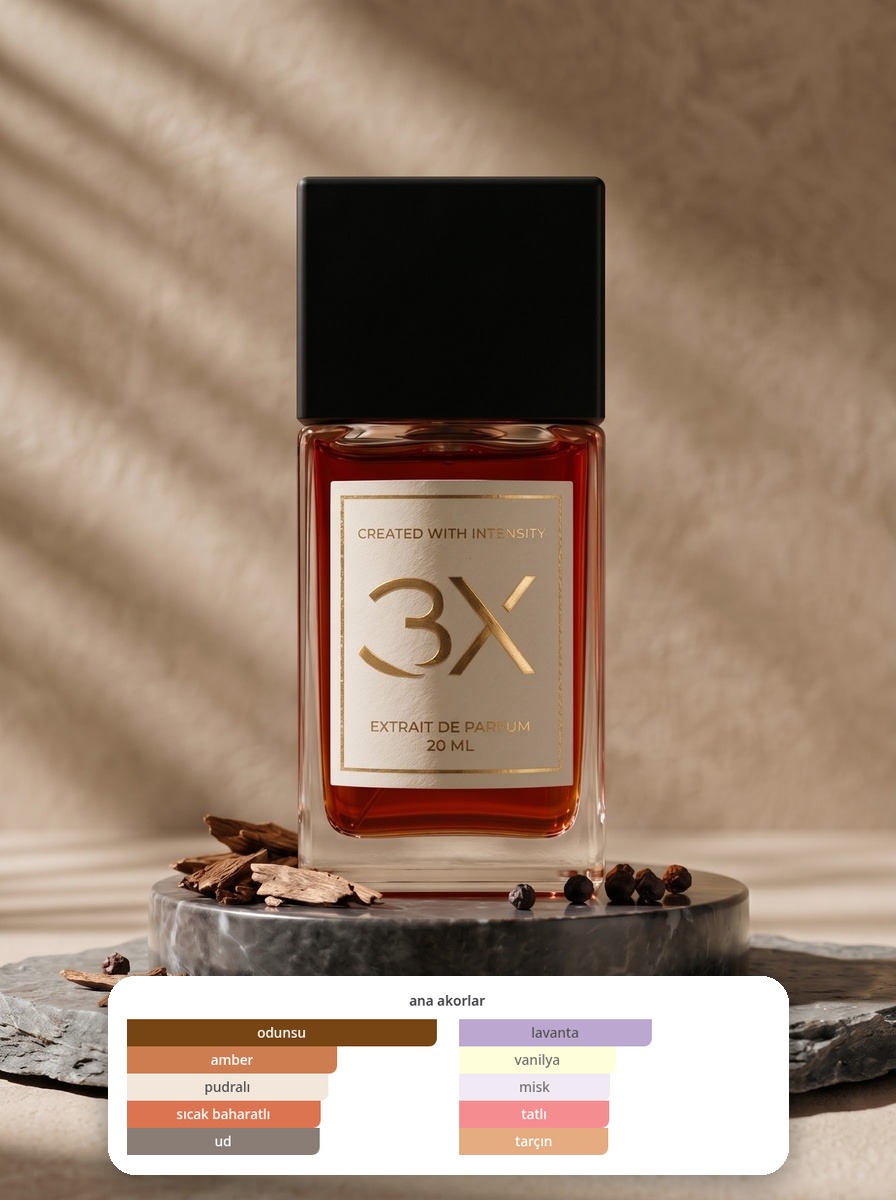 CREATED WITH INTENSITY
3X
EXTRAIT DE PARFUM
20 ML
ana akorlar
odunsu
amber
pudralı
sıcak baharatlı
ud
lavanta
vanilya
misk
tatlı
tarçın